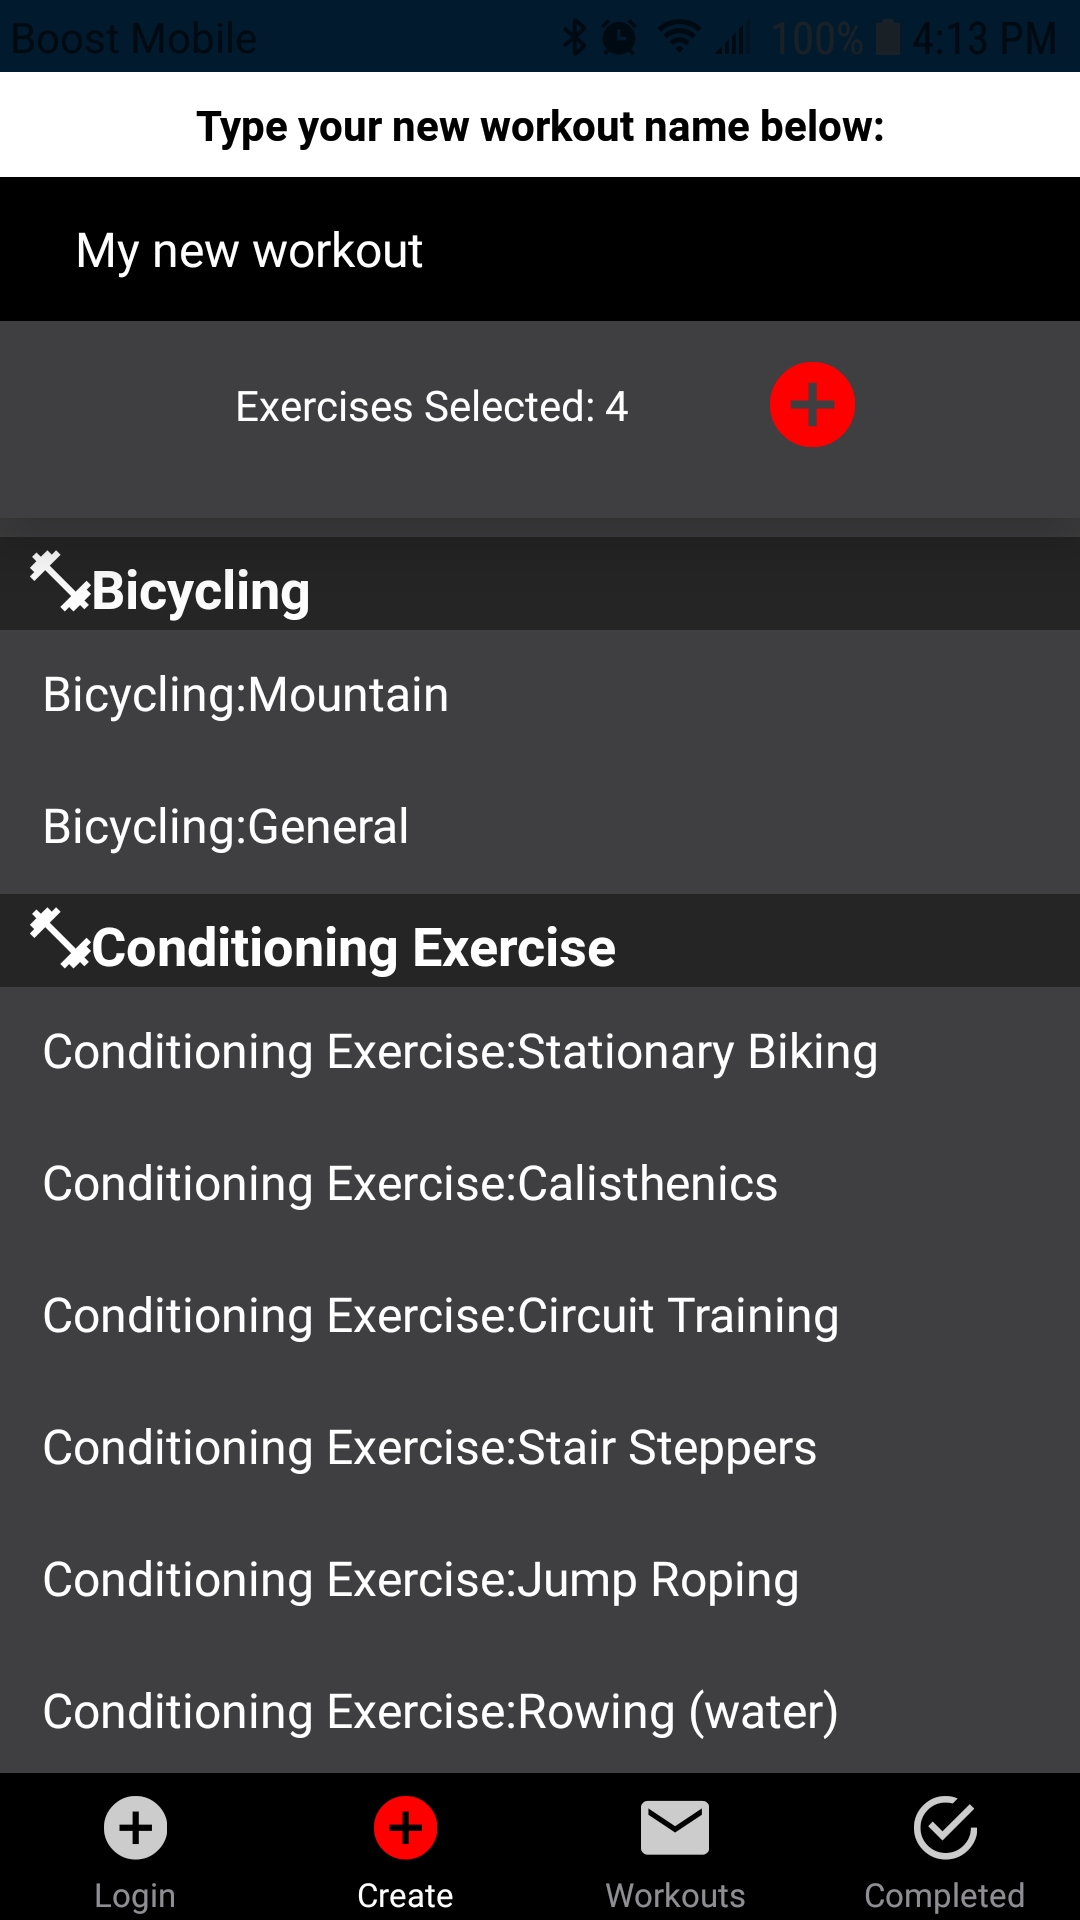 Boost Mobile 100% 4:13 PM
Type your new workout name below:
My new workout
Exercises Selected: 4
Bicycling
Bicycling:Mountain
Bicycling:General
Conditioning Exercise
Conditioning Exercise:Stationary Biking
Conditioning Exercise:Calisthenics
Conditioning Exercise:Circuit Training
Conditioning Exercise:Stair Steppers
Conditioning Exercise:Jump Roping
Conditioning Exercise:Rowing (water)
Login Create Workouts Completed